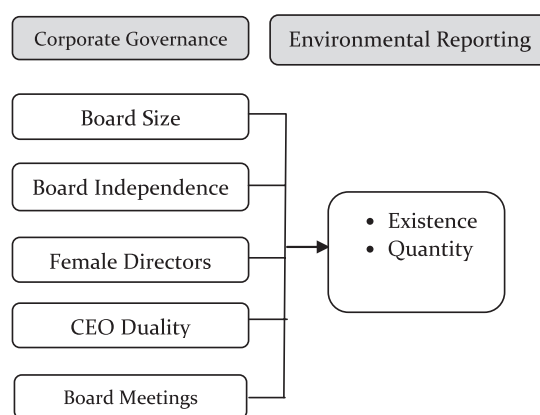 Corporate Governance
Environmental Reporting
Board Size
Board Independence
Female Directors
CEO Duality
Board Meetings
• Existence
• Quantity